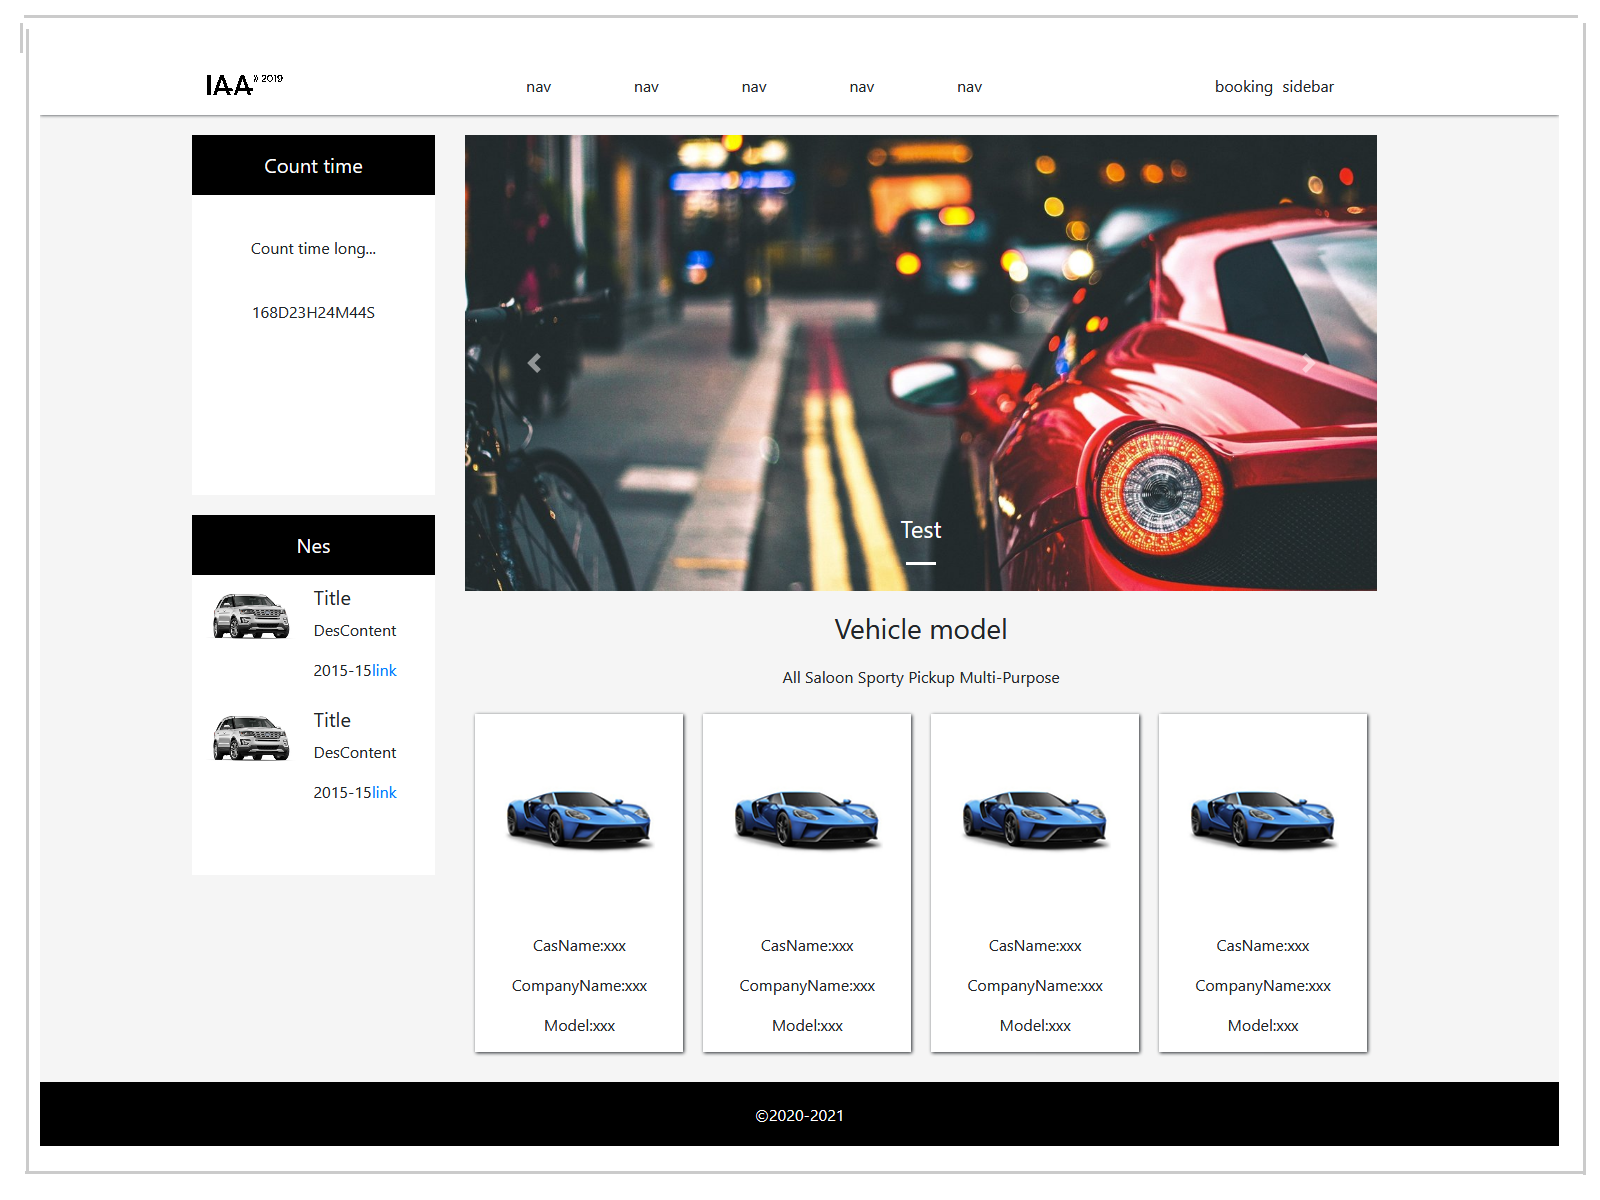 IAA» 2019
nav nav nav nav nav
booking sidebar
Count time
Count time long...
168D23H24M44S
Nes
Title
DesContent
2015-15link
Title
DesContent
2015-15link
Test
Vehicle model
All Saloon Sporty Pickup Multi-Purpose
CasName:xxx
CompanyName:xxx
Model:xxx
CasName:xxx
CompanyName:xxx
Model:xxx
CasName:xxx
CompanyName:xxx
Model:xxx
CasName:xxx
CompanyName:xxx
Model:xxx
©2020-2021